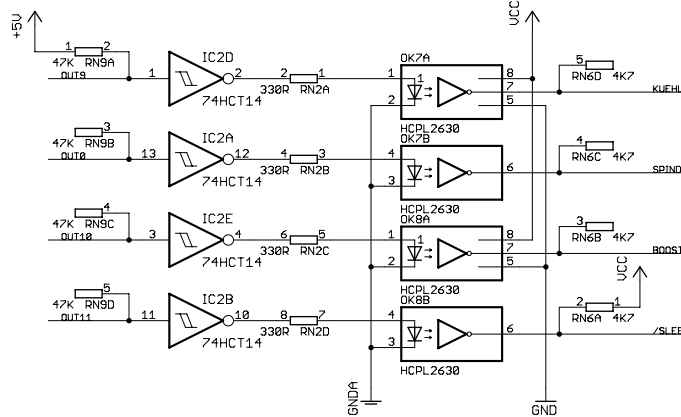 +5V
VCC
1 2
47K RN9A
OUT9
1
IC2D
2
74HCT14
2 1
330R RN2A
OK7A
1
1
2
8
7
5
HCPL2630
5
RN6D 4K7
KUEHL
3
47K RN9B
OUT0
13
IC2A
12
74HCT14
4 3
330R RN2B
OK7B
4
3
6
HCPL2630
4
RN6C 4K7
SPIND
4
47K RN9C
OUT10
3
IC2E
4
74HCT14
6 5
330R RN2C
OK8A
1
1
2
8
7
5
HCPL2630
3
RN6B 4K7
BOOST
VCC
5
47K RN9D
OUT11
11
IC2B
10
74HCT14
8 7
330R RN2D
OK8B
4
3
6
HCPL2630
2 1
RN6A 4K7
/SLEE
GNDA
GND